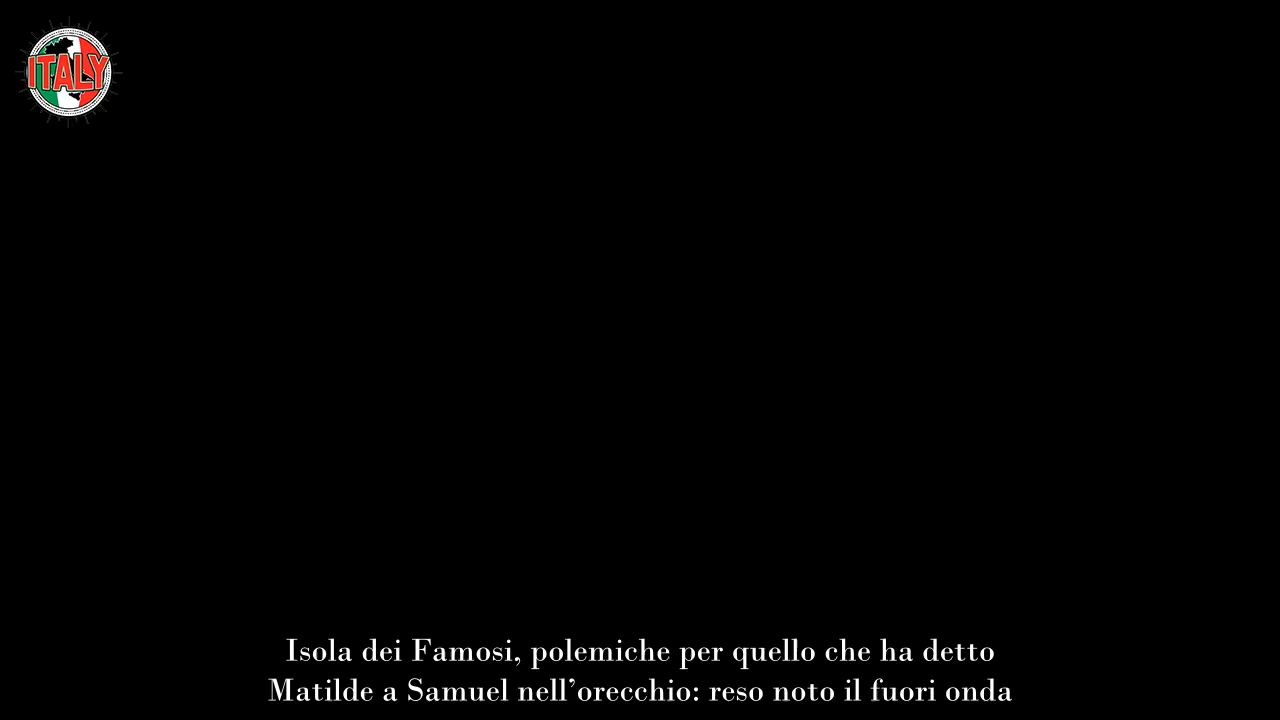 ITALY
Isola dei Famosi, polemiche per quello che ha detto
Matilde a Samuel nell’orecchio: reso noto il fuori onda